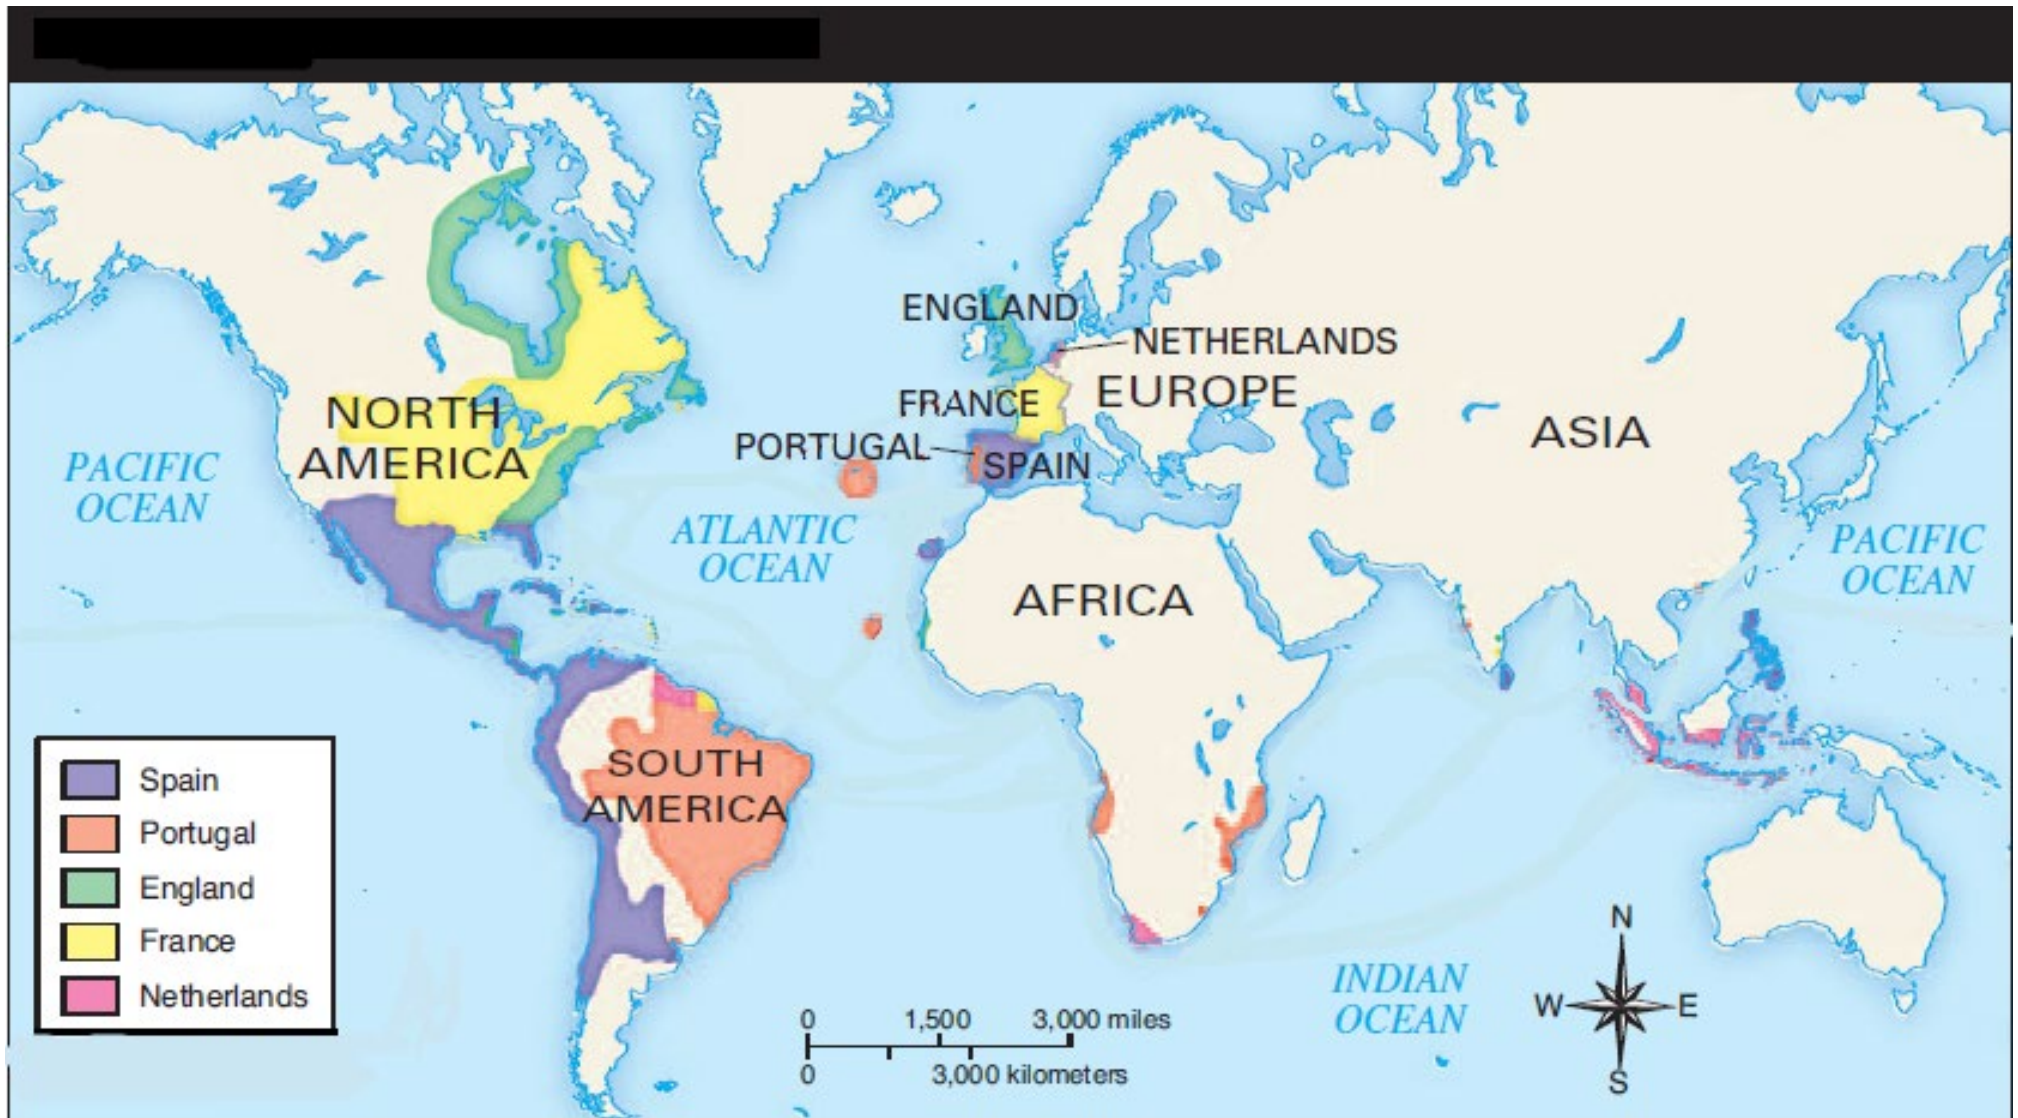 ENGLAND
NETHERLANDS
EUROPE
FRANCE
NORTH
AMERICA
ASIA
PORTUGAL
SPAIN
PACIFIC
OCEAN
ATLANTIC
OCEAN
PACIFIC
OCEAN
AFRICA
SOUTH
AMERICA
Spain
Portugal
England
France
Netherlands
INDIAN
OCEAN
N
W
E
S
0 1,500 3,000 miles
0 3,000 kilometers